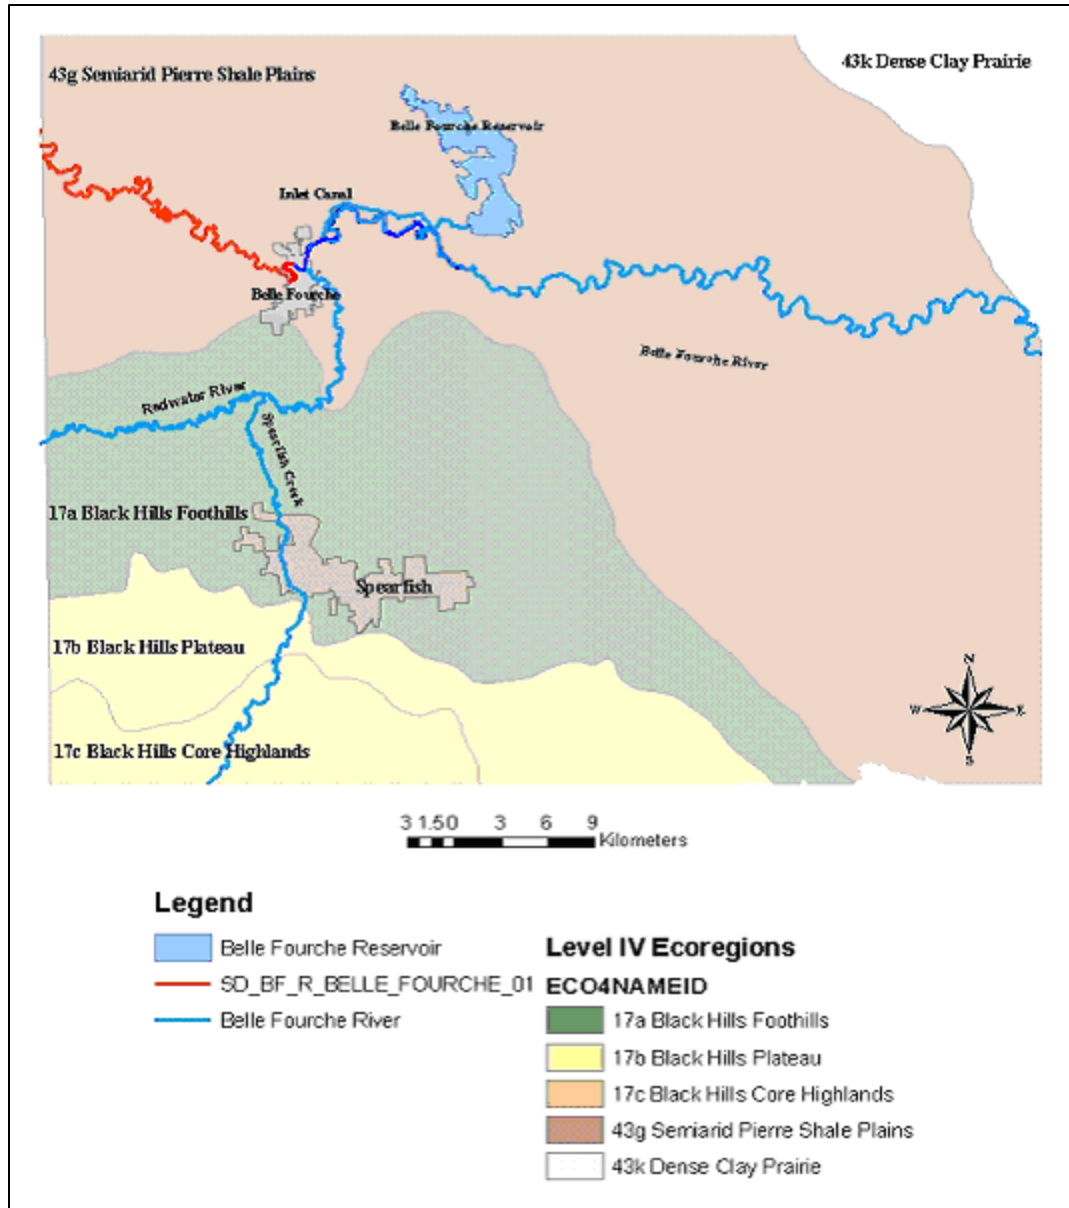 43g Semiarid Pierre Shale Plains
43k Dense Clay Prairie
Belle Fourche Reservoir
Inlet Canal
Belle Fourche
Belle Fourche River
Redwater River
Spearfish Creek
17a Black Hills Foothills
Spearfish
17b Black Hills Plateau
17c Black Hills Core Highlands
N
W
E
S
3 1.50 3 6 9
Kilometers
Legend
Belle Fourche Reservoir
SD_BF_R_BELLE_FOURCHE_01
Belle Fourche River
Level IV Ecoregions
ECO4NAMEID
17a Black Hills Foothills
17b Black Hills Plateau
17c Black Hills Core Highlands
43g Semiarid Pierre Shale Plains
43k Dense Clay Prairie